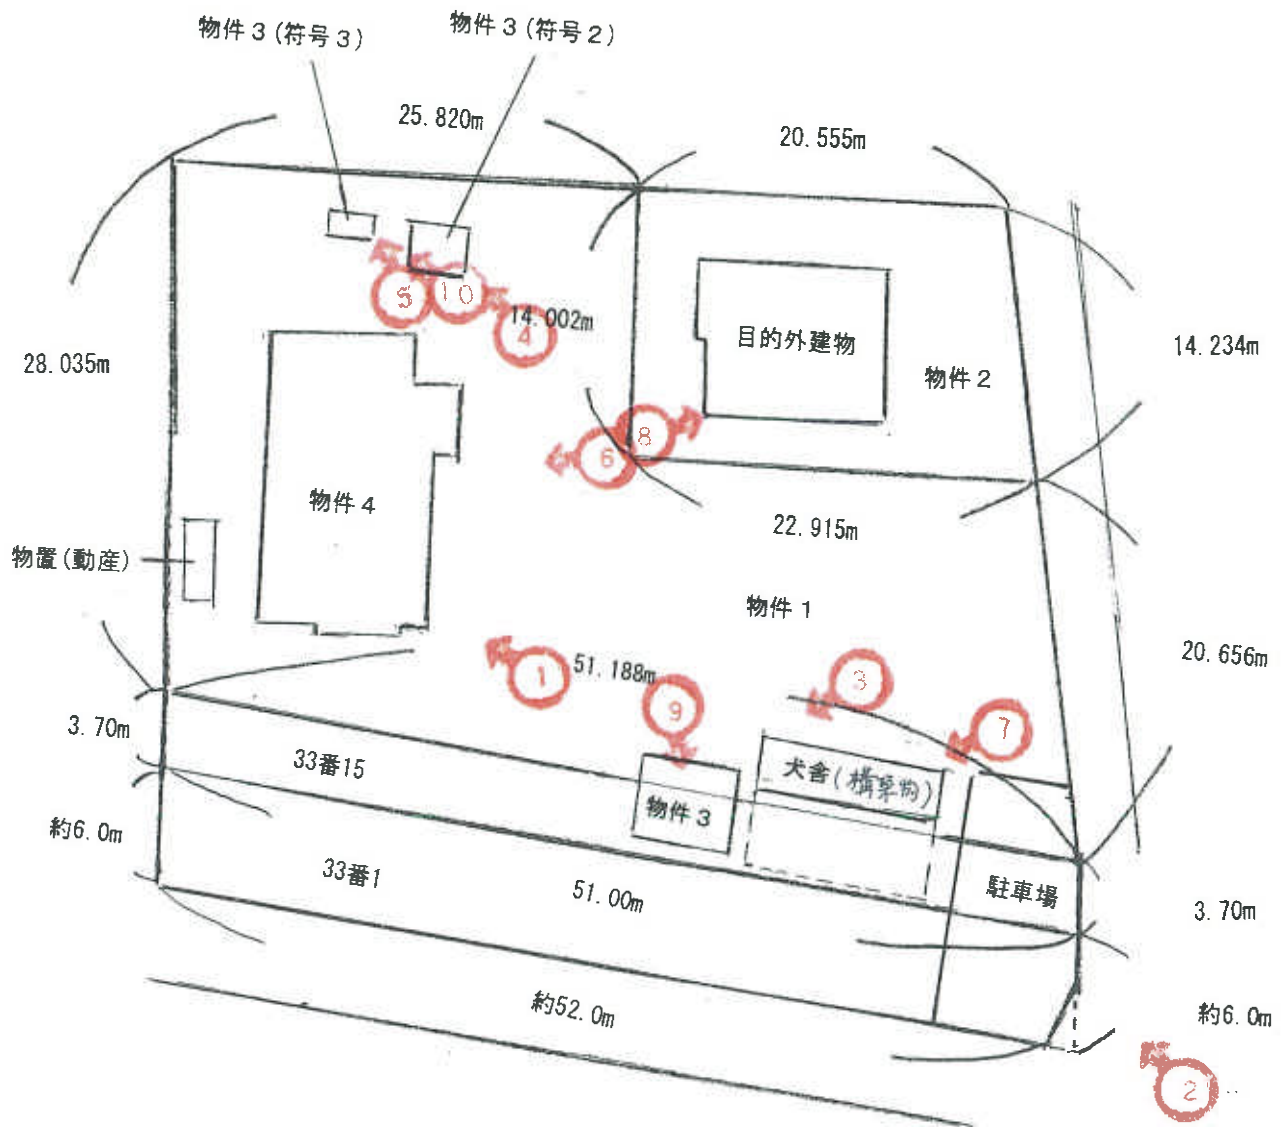 物件3(符号3)
物件3(符号2)
25.820m
20.555m
5
10
4
14.002m
28.035m
目的外建物
物件2
14.234m
8
6
物件4
22.915m
物置(動産)
物件1
20.656m
1
51.188m
3
9
7
3.70m
33番15
犬舎(構築物)
物件3
約6.0m
33番1
51.00m
駐車場
3.70m
約52.0m
約6.0m
2